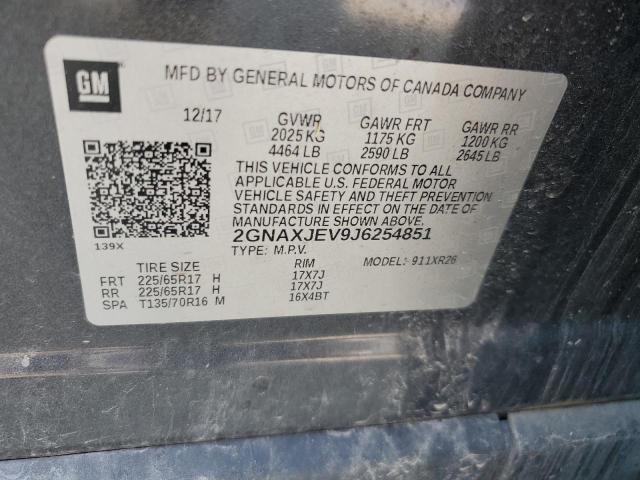 GM
MFD BY GENERAL MOTORS OF CANADA COMPANY
12/17 GVWR GAWR FRT GAWR RR
2025 KG 1175 KG 1200 KG
4464 LB 2590 LB 2645 LB
THIS VEHICLE CONFORMS TO ALL
APPLICABLE U.S. FEDERAL MOTOR
VEHICLE SAFETY AND THEFT PREVENTION
STANDARDS IN EFFECT ON THE DATE OF
MANUFACTURE SHOWN ABOVE.
2GNAXJEV9J6254851
139X
TYPE: M.P.V. MODEL: 911XR26
TIRE SIZE RIM
FRT 225/65R17 H 17X7J
RR 225/65R17 H 17X7J
SPA T135/70R16 M 16X4BT